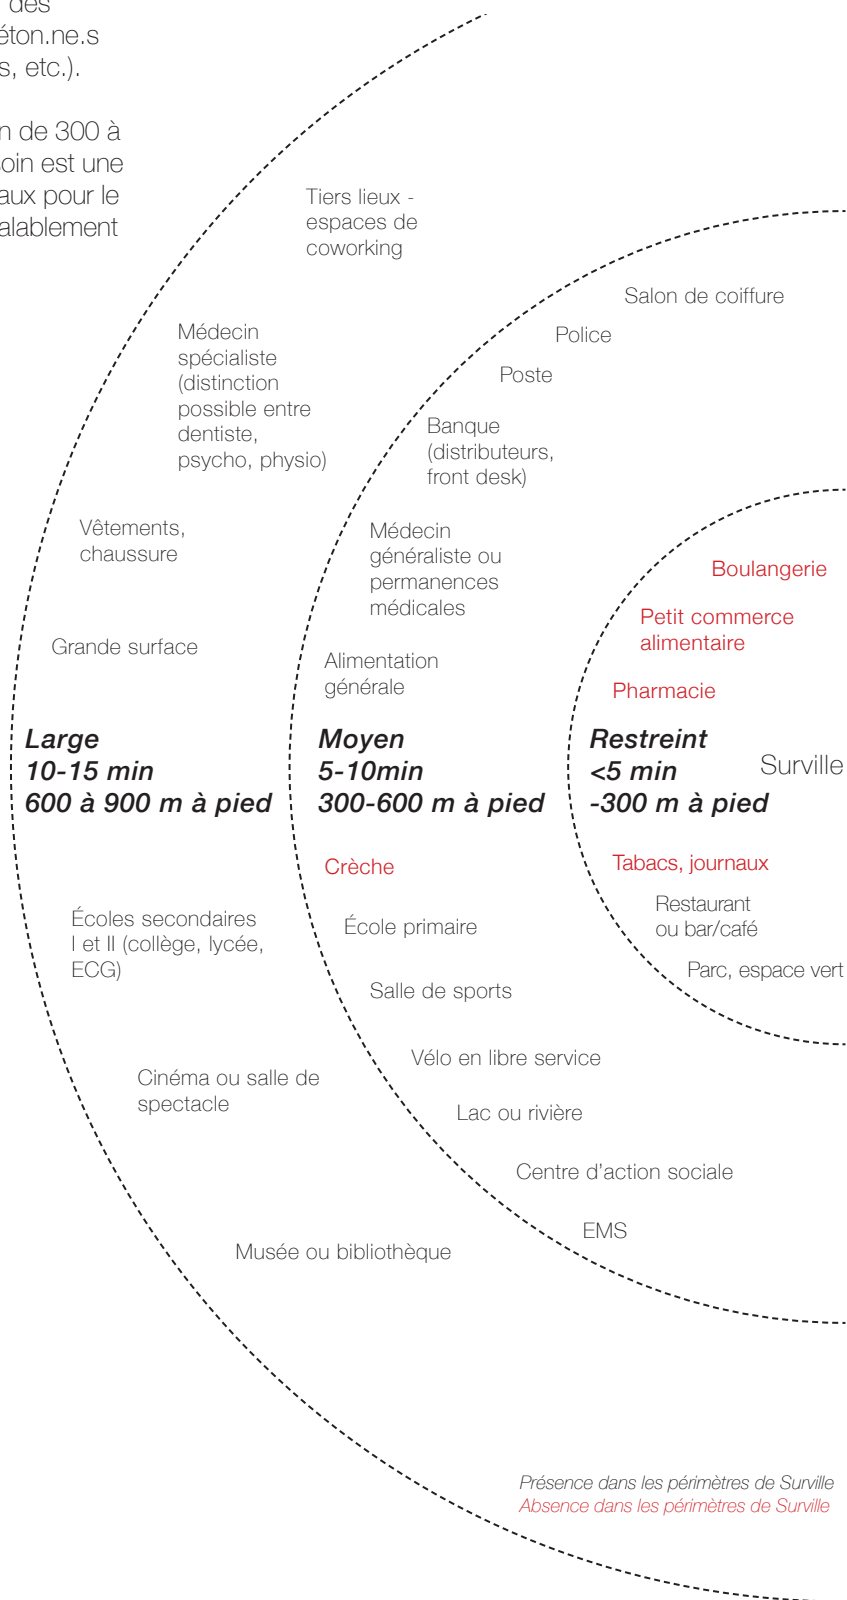 des
éton.ne.s
s, etc.).
n de 300 à
oin est une
aux pour le
alablement
Tiers lieux -
espaces de
coworking
Salon de coiffure
Police
Médecin
spécialiste
(distinction
possible entre
dentiste,
psycho, physio)
Poste
Banque
(distributeurs,
front desk)
Vêtements,
chaussure
Médecin
généraliste ou
permanences
médicales
Boulangerie
Petit commerce
alimentaire
Grande surface
Alimentation
générale
Pharmacie
Large
10-15 min
600 à 900 m à pied
Moyen
5-10min
300-600 m à pied
Restreint
<5 min
-300 m à pied
Surville
Crèche
Tabacs, journaux
Écoles secondaires
I et II (collège, lycée,
ECG)
École primaire
Restaurant
ou bar/café
Salle de sports
Parc, espace vert
Vélo en libre service
Cinéma ou salle de
spectacle
Lac ou rivière
Centre d'action sociale
EMS
Musée ou bibliothèque
Présence dans les périmètres de Surville
Absence dans les périmètres de Surville